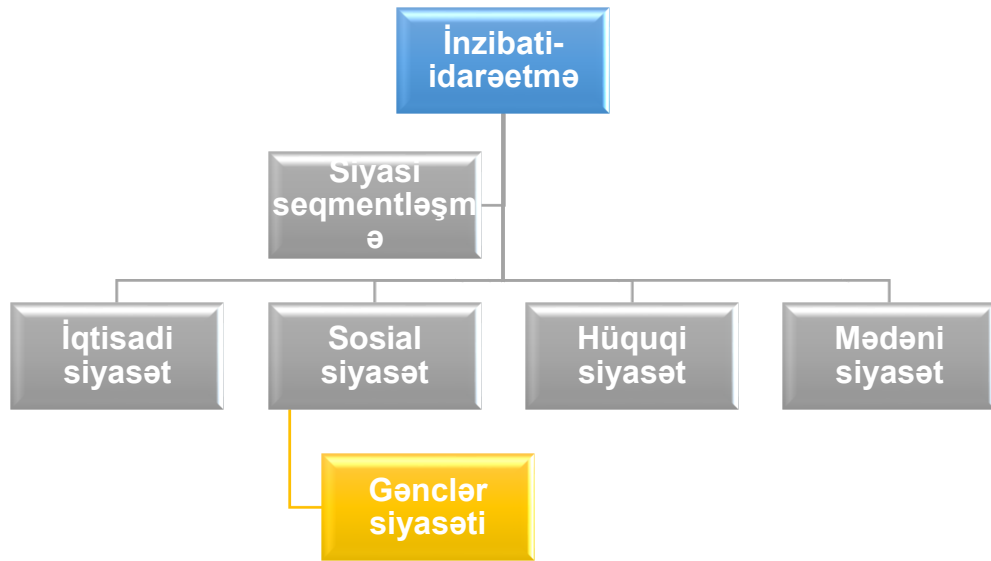 İnzibati-
idarəetmə
Siyasi
seqmentləşm
ə
İqtisadi
siyasət
Sosial
siyasət
Hüquqi
siyasət
Mədəni
siyasət
Gənclər
siyasəti